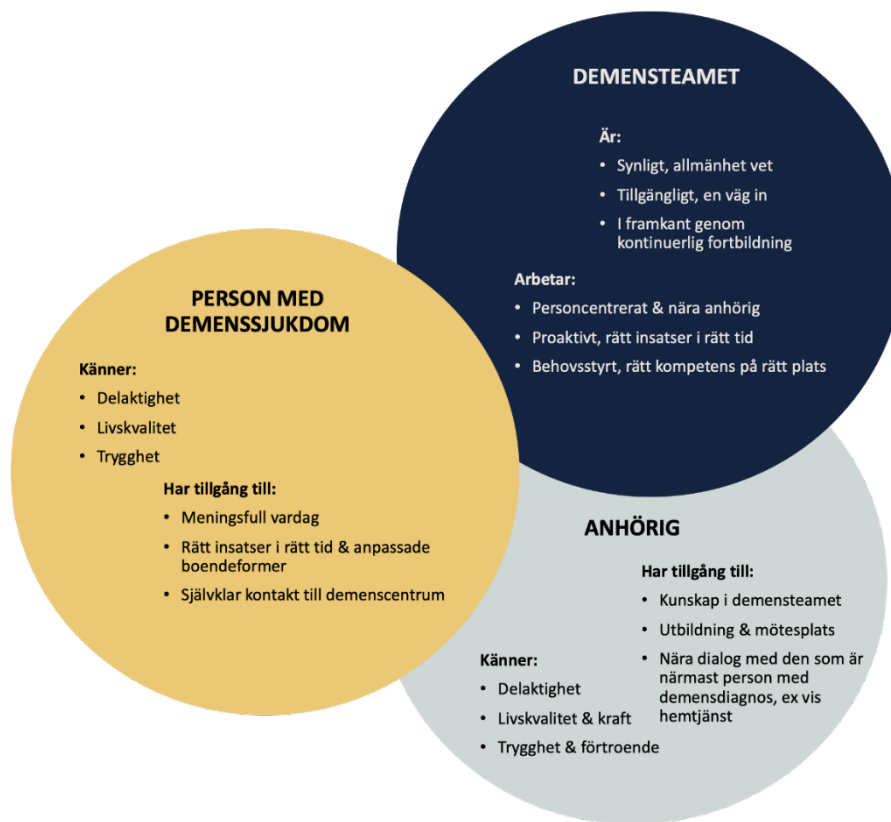 DEMENSTEAMET
Är:
• Synligt, allmänhet vet
• Tillgängligt, en väg in
• I framkant genom
kontinuerlig fortbildning
Arbetar:
• Personcentrerat & nära anhörig
• Proaktivt, rätt insatser i rätt tid
• Behovsstyrt, rätt kompetens på rätt plats
PERSON MED
DEMENSSJUKDOM
Känner:
• Delaktighet
• Livskvalitet
• Trygghet
Har tillgång till:
• Meningsfull vardag
• Rätt insatser i rätt tid & anpassade
boendeformer
• Självklar kontakt till demenscentrum
ANHÖRIG
Har tillgång till:
• Kunskap i demensteamet
• Utbildning & mötesplats
• Nära dialog med den som är
närmast person med
demensdiagnos, ex vis
hemtjänst
Känner:
• Delaktighet
• Livskvalitet & kraft
• Trygghet & förtroende